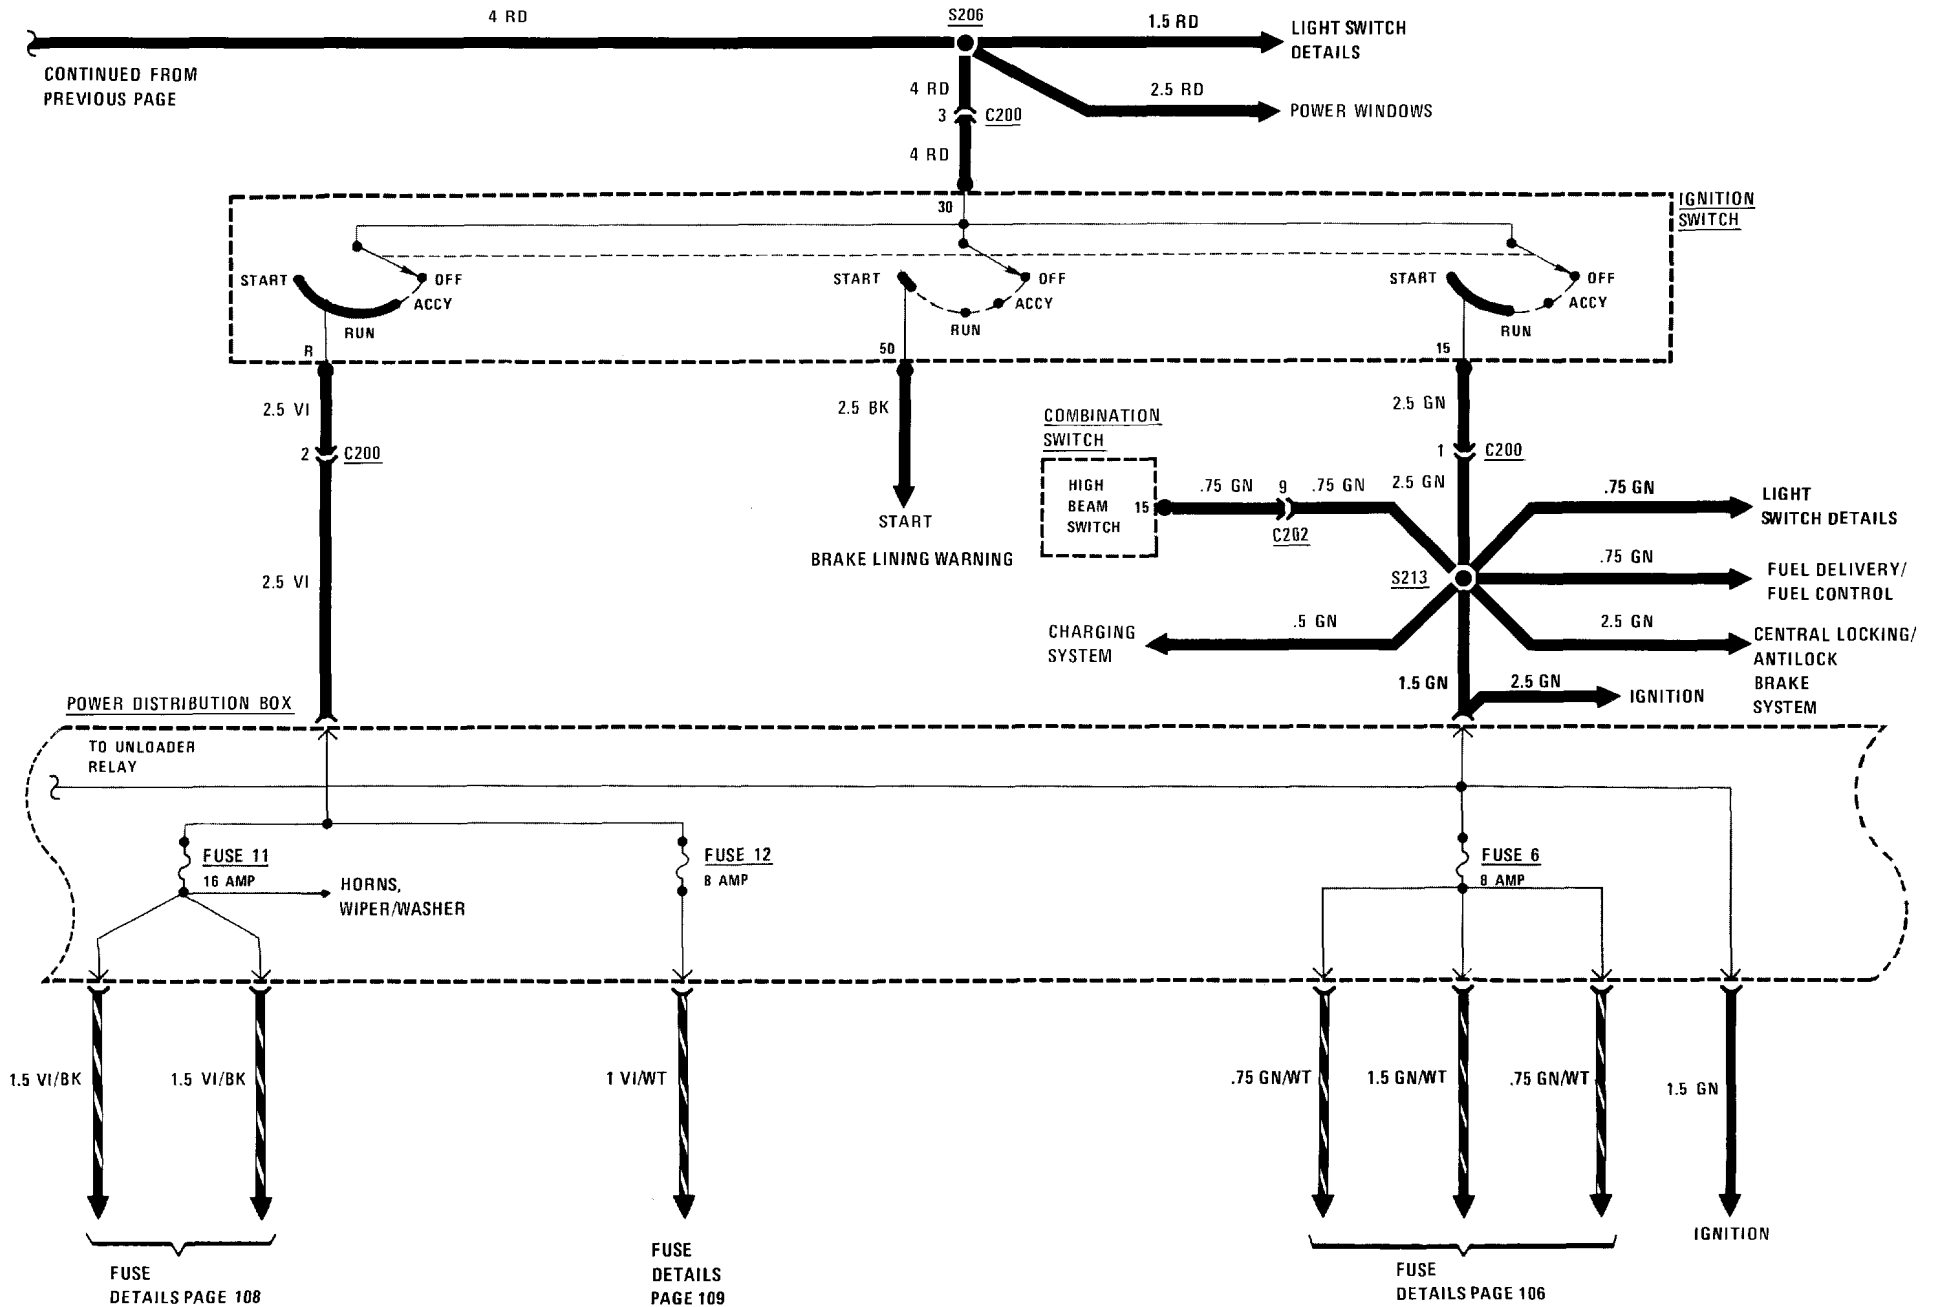 4 RD
S206
1.5 RD
LIGHT SWITCH
DETAILS
CONTINUED FROM
PREVIOUS PAGE
4 RD
2.5 RD
3
C200
POWER WINDOWS
4 RD
30
IGNITION
SWITCH
START
OFF
ACCY
RUN
START
OFF
ACCY
RUN
START
OFF
ACCY
RUN
R
50
15
2.5 VI
2.5 BK
2.5 GN
COMBINATION
SWITCH
2
C200
1
C200
HIGH
BEAM
SWITCH
15
.75 GN
9
.75 GN
2.5 GN
C202
.75 GN
LIGHT
SWITCH DETAILS
START
BRAKE LINING WARNING
2.5 VI
S213
.75 GN
FUEL DELIVERY/
FUEL CONTROL
CHARGING
SYSTEM
.5 GN
2.5 GN
CENTRAL LOCKING/
ANTILOCK
BRAKE
SYSTEM
1.5 GN
2.5 GN
IGNITION
POWER DISTRIBUTION BOX
TO UNLOADER
RELAY
FUSE 11
16 AMP
HORNS,
WIPER/WASHER
FUSE 12
8 AMP
FUSE 6
8 AMP
1.5 VI/BK
1.5 VI/BK
1 VI/WT
.75 GN/WT
1.5 GN/WT
.75 GN/WT
1.5 GN
IGNITION
FUSE
DETAILS PAGE 108
FUSE
DETAILS
PAGE 109
FUSE
DETAILS PAGE 106